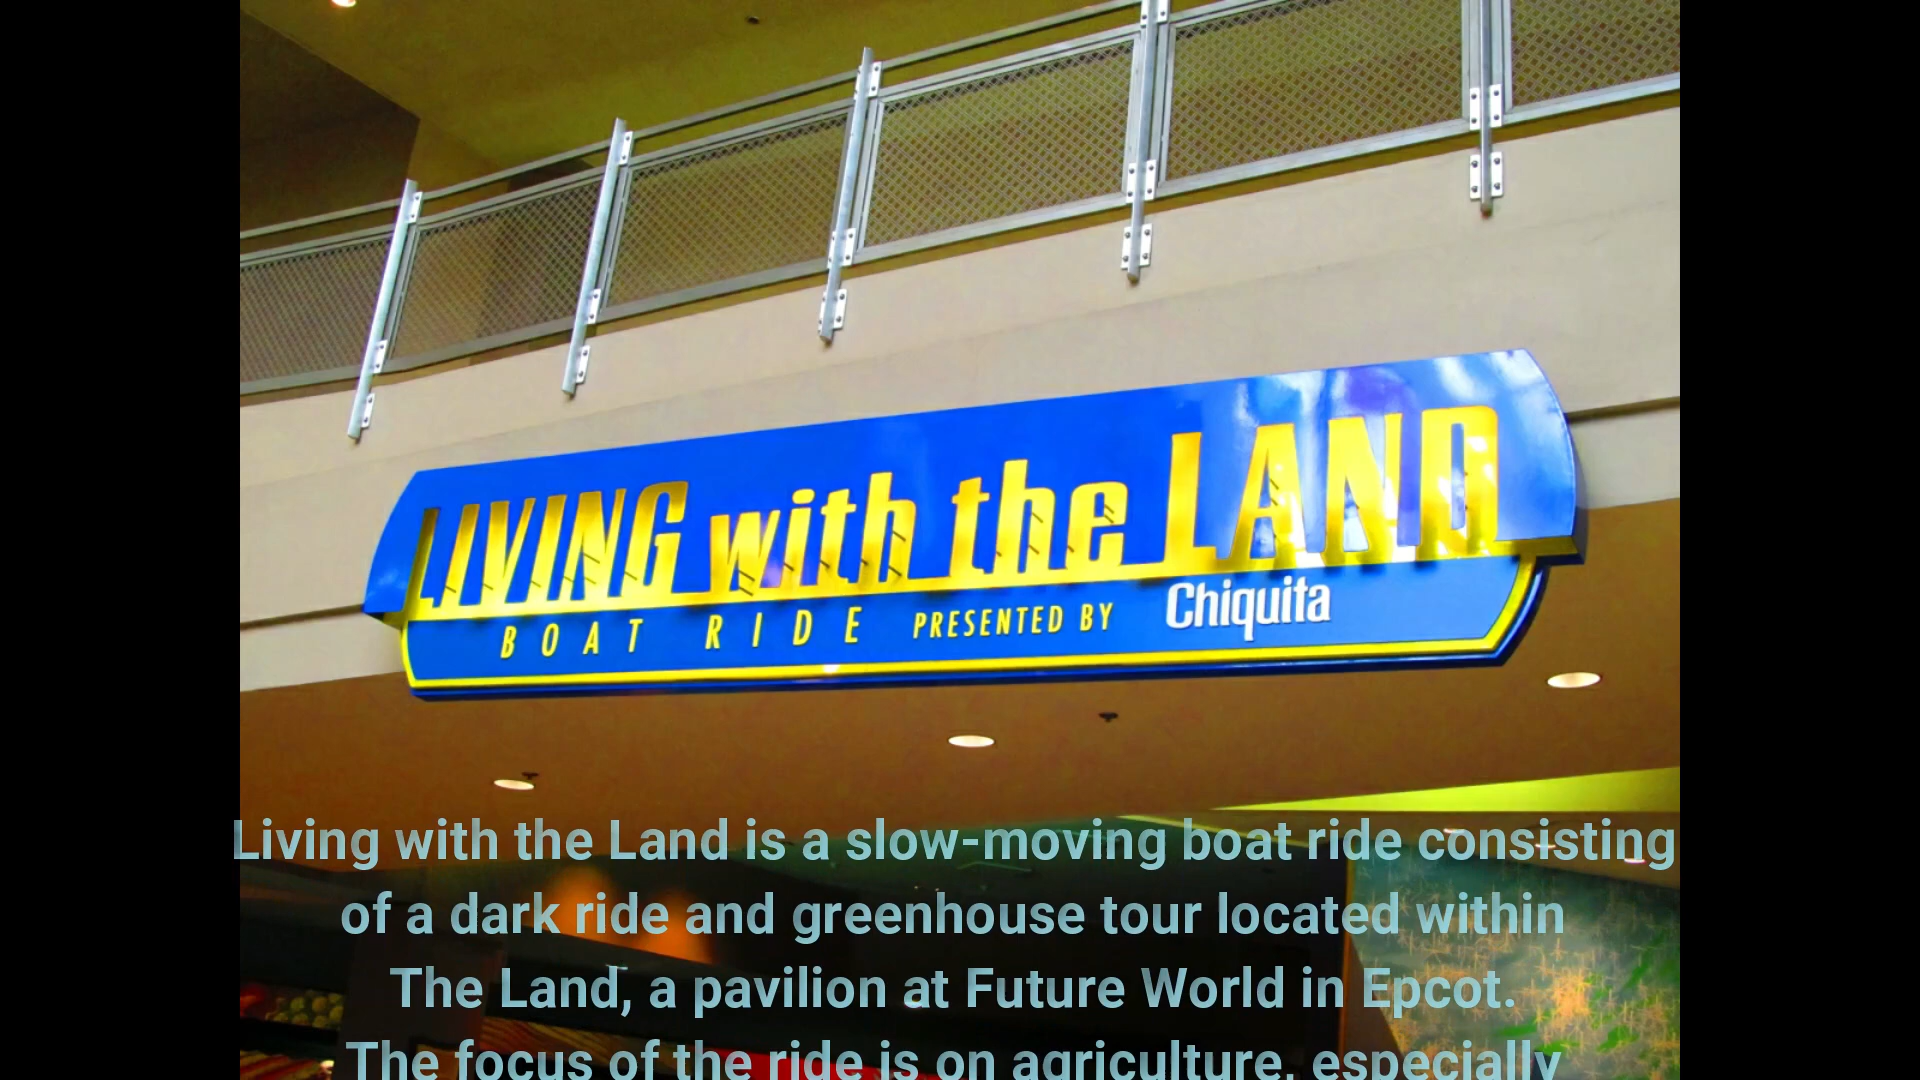 LIVING with the LAND
BOAT RIDE PRESENTED BY Chiquita
Living with the Land is a slow-moving boat ride consisting
of a dark ride and greenhouse tour located within
The Land, a pavilion at Future World in Epcot.
The focus of the ride is on agriculture, especially